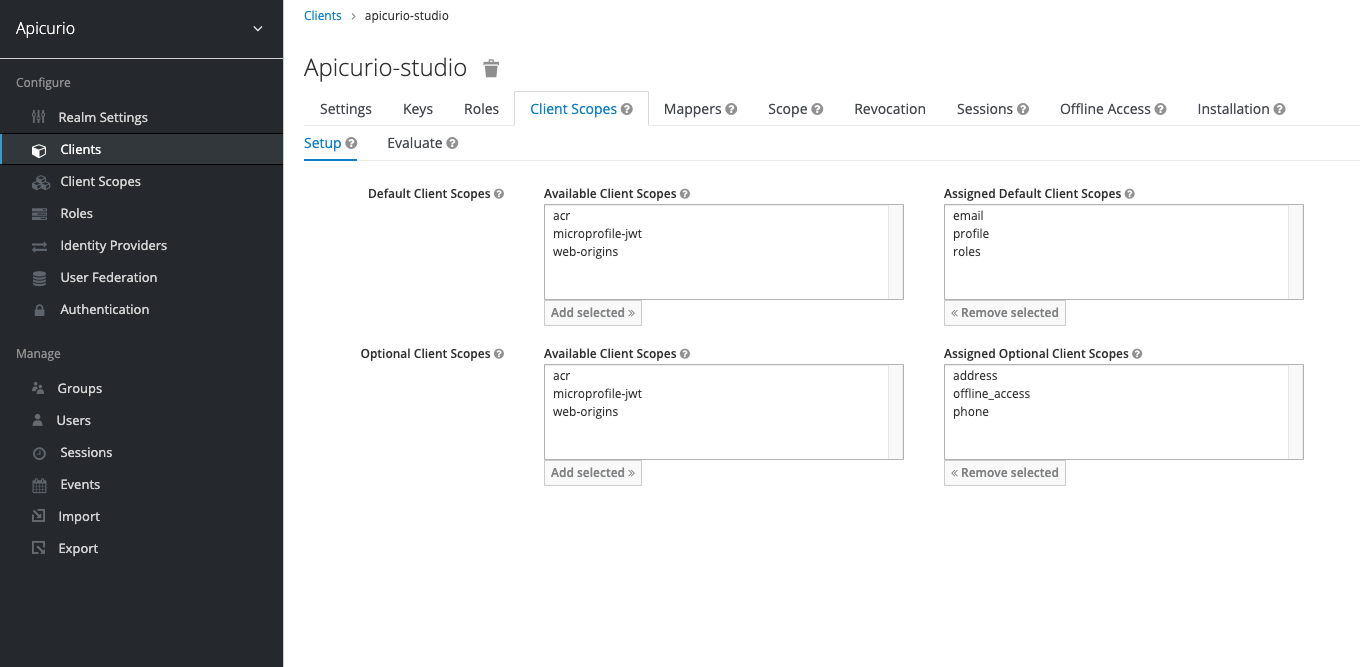 Apicurio
Configure
Realm Settings
Clients
Client Scopes
Roles
Identity Providers
User Federation
Authentication
Manage
Groups
Users
Sessions
Events
Import
Export
Clients › apicurio-studio
Apicurio-studio
Settings Keys Roles Client Scopes Mappers Scope Revocation Sessions Offline Access Installation
Setup Evaluate
Default Client Scopes
Available Client Scopes
acr
microprofile-jwt
web-origins
Add selected »
Assigned Default Client Scopes
email
profile
roles
« Remove selected
Optional Client Scopes
Available Client Scopes
acr
microprofile-jwt
web-origins
Add selected »
Assigned Optional Client Scopes
address
offline_access
phone
« Remove selected